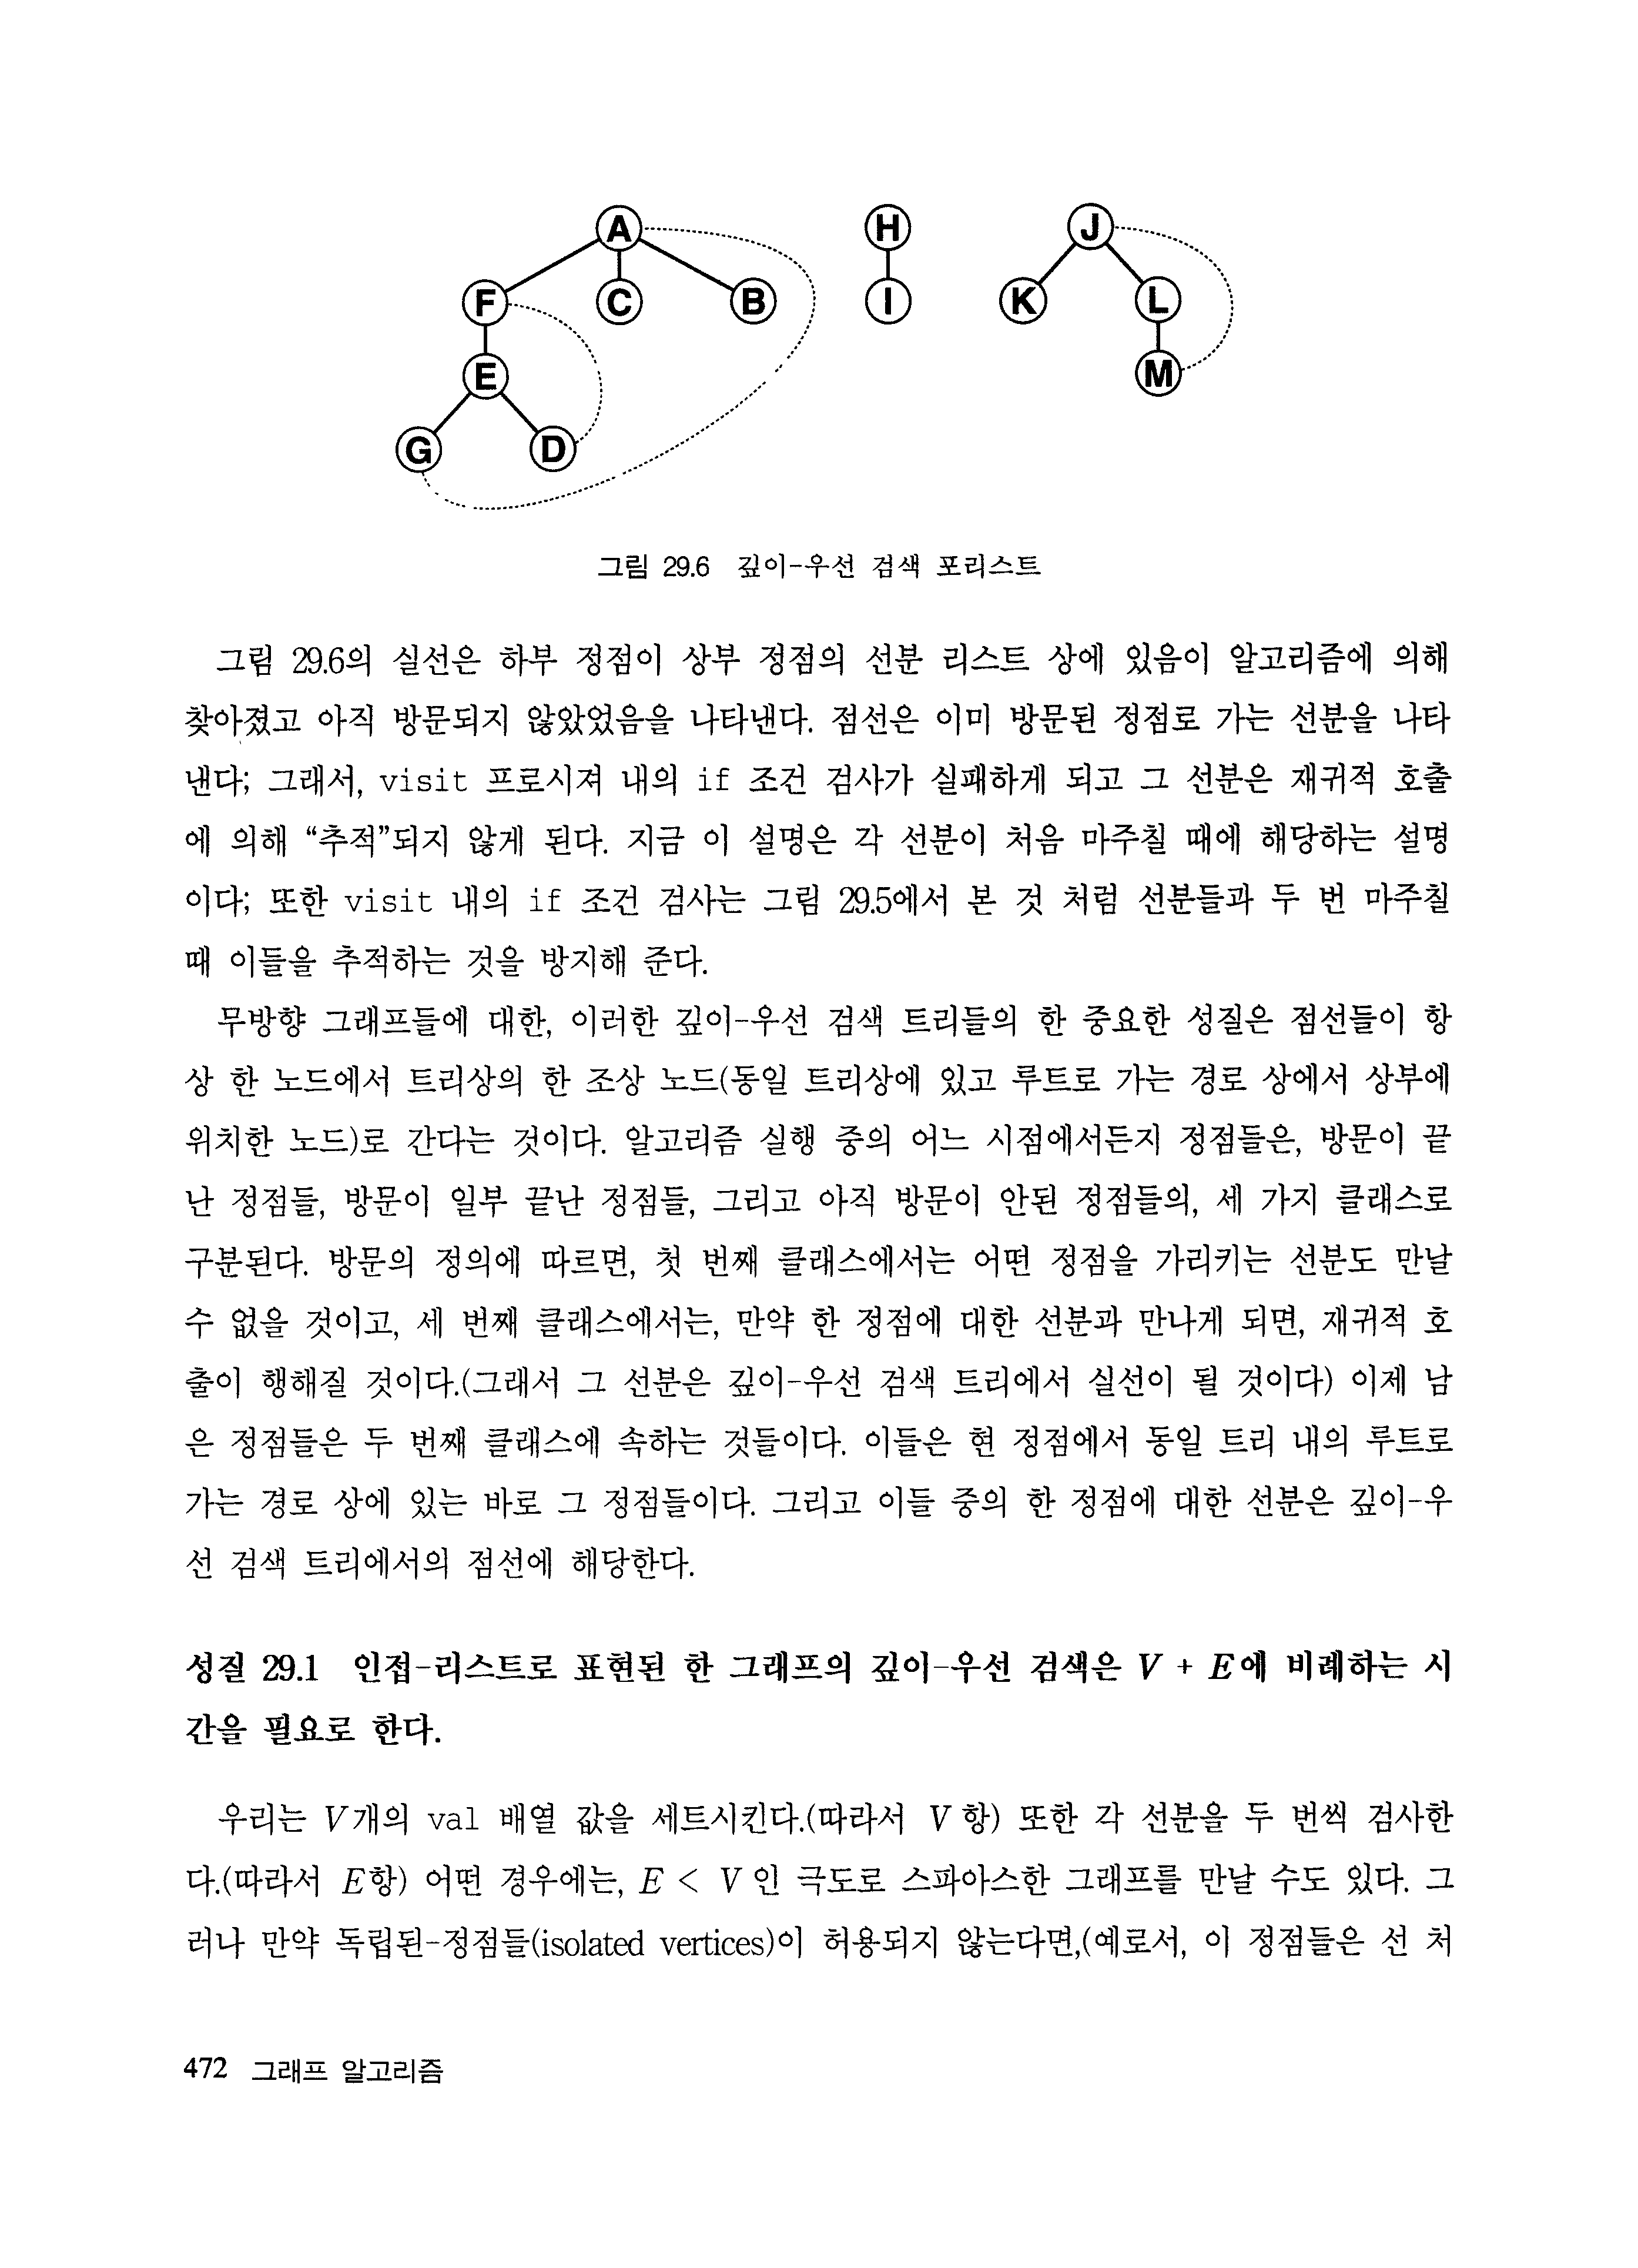 A H J
F C B I K L
E M
G D
그림 29.6 깊이-우선 검색 포리스트
그림 29.6의 실선은 하부 정점이 상부 정점의 선분 리스트 상에 있음이 알고리즘에 의해
찾아졌고 아직 방문되지 않았었음을 나타낸다. 점선은 이미 방문된 정점로 가는 선분을 나타
낸다; 그래서, visit 프로시져 내의 if 조건 검사가 실패하게 되고 그 선분은 재귀적 호출
에 의해 “추적”되지 않게 된다. 지금 이 설명은 각 선분이 처음 마주칠 때에 해당하는 설명
이다; 또한 visit 내의 if 조건 검사는 그림 29.5에서 본 것 처럼 선분들과 두 번 마주칠
때 이들을 추적하는 것을 방지해 준다.
무방향 그래프들에 대한, 이러한 깊이-우선 검색 트리들의 한 중요한 성질은 점선들이 항
상 한 노드에서 트리상의 한 조상 노드(동일 트리상에 있고 루트로 가는 경로 상에서 상부에
위치한 노드)로 간다는 것이다. 알고리즘 실행 중의 어느 시점에서든지 정점들은, 방문이 끝
난 정점들, 방문이 일부 끝난 정점들, 그리고 아직 방문이 안된 정점들의, 세 가지 클래스로
구분된다. 방문의 정의에 따르면, 첫 번째 클래스에서는 어떤 정점을 가리키는 선분도 만날
수 없을 것이고, 세 번째 클래스에서는, 만약 한 정점에 대한 선분과 만나게 되면, 재귀적 호
출이 행해질 것이다.(그래서 그 선분은 깊이-우선 검색 트리에서 실선이 될 것이다) 이제 남
은 정점들은 두 번째 클래스에 속하는 것들이다. 이들은 현 정점에서 동일 트리 내의 루트로
가는 경로 상에 있는 바로 그 정점들이다. 그리고 이들 중의 한 정점에 대한 선분은 깊이-우
선 검색 트리에서의 점선에 해당한다.
성질 29.1 인접-리스트로 표현된 한 그래프의 깊이-우선 검색은 V + E에 비례하는 시
간을 필요로 한다.
우리는 V개의 val 배열 값을 세트시킨다.(따라서 V 항) 또한 각 선분을 두 번씩 검사한
다.(따라서 E항) 어떤 경우에는, E < V 인 극도로 스파아스한 그래프를 만날 수도 있다. 그
러나 만약 독립된-정점들(isolated vertices)이 허용되지 않는다면,(예로서, 이 정점들은 선 처
472 그래프 알고리즘